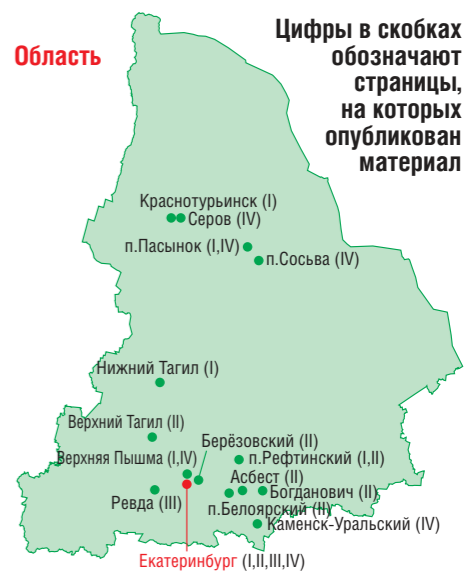 Область
Цифры в скобках
обозначают
страницы,
на которых
опубликован
материал
Краснотурьинск (I)
Серов (IV)
п.Пасынок (I,IV)
п.Сосьва (IV)
Нижний Тагил (I)
Верхний Тагил (II)
Берёзовский (II)
Верхняя Пышма (I,IV)
п.Рефтинский (I,II)
Асбест (II)
Богданович (II)
Ревда (III)
п.Белоярский (II)
Каменск-Уральский (IV)
Екатеринбург (I,II,III,IV)